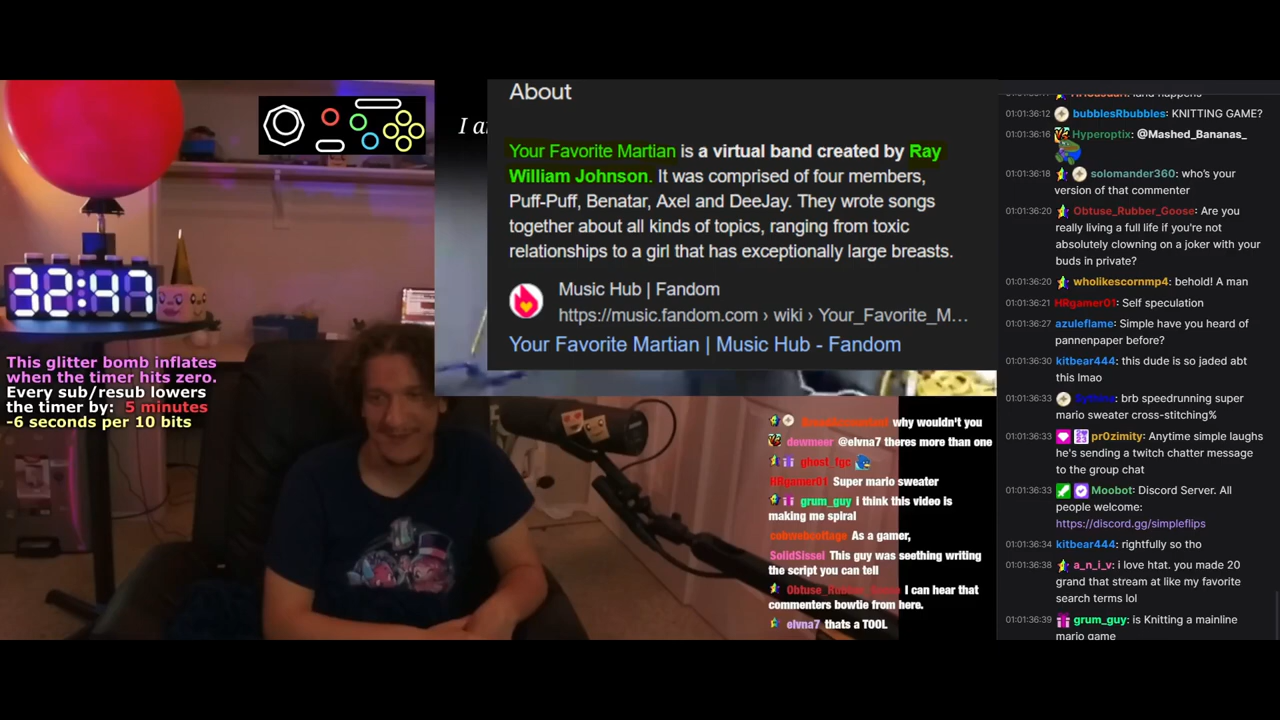 32:47
This glitter bomb inflates
when the timer hits zero.
Every sub/resub lowers
the timer by: 5 minutes
-6 seconds per 10 bits
I a
About
Your Favorite Martian is a virtual band created by Ray
William Johnson. It was comprised of four members,
Puff-Puff, Benatar, Axel and DeeJay. They wrote songs
together about all kinds of topics, ranging from toxic
relationships to a girl that has exceptionally large breasts.
Music Hub | Fandom
https://music.fandom.com › wiki › Your_Favorite_M...
Your Favorite Martian | Music Hub - Fandom
why wouldn't you
dewmeer @elvna7 theres more than one
ghost_fgc
HRgamer01 Super mario sweater
grum_guy i think this video is
making me spiral
cobwebcottage As a gamer,
SolidSissel This guy was seething writing
the script you can tell
Obtuse_Rubber_Goose I can hear that
commenters bowtie from here.
elvna7 thats a TOOL
01:01:36:12 bubblesRbubbles: KNITTING GAME?
01:01:36:16 Hyperoptix: @Mashed_Bananas_
01:01:36:18 solomander360: who's your
version of that commenter
01:01:36:20 Obtuse_Rubber_Goose: Are you
really living a full life if you're not
absolutely clowning on a joker with your
buds in private?
01:01:36:20 wholikescornmp4: behold! A man
01:01:36:21 HRgamer01: Self speculation
01:01:36:27 azuleflame: Simple have you heard of
pannenpaper before?
01:01:36:30 kitbear444: this dude is so jaded abt
this lmao
01:01:36:33 brb speedrunning super
mario sweater cross-stitching%
01:01:36:33 pr0zimity: Anytime simple laughs
he's sending a twitch chatter message
to the group chat
01:01:36:33 Moobot: Discord Server. All
people welcome:
https://discord.gg/simpleflips
01:01:36:34 kitbear444: rightfully so tho
01:01:36:38 a_n_i_v: i love htat. you made 20
grand that stream at like my favorite
search terms lol
01:01:36:39 grum_guy: is Knitting a mainline
mario game